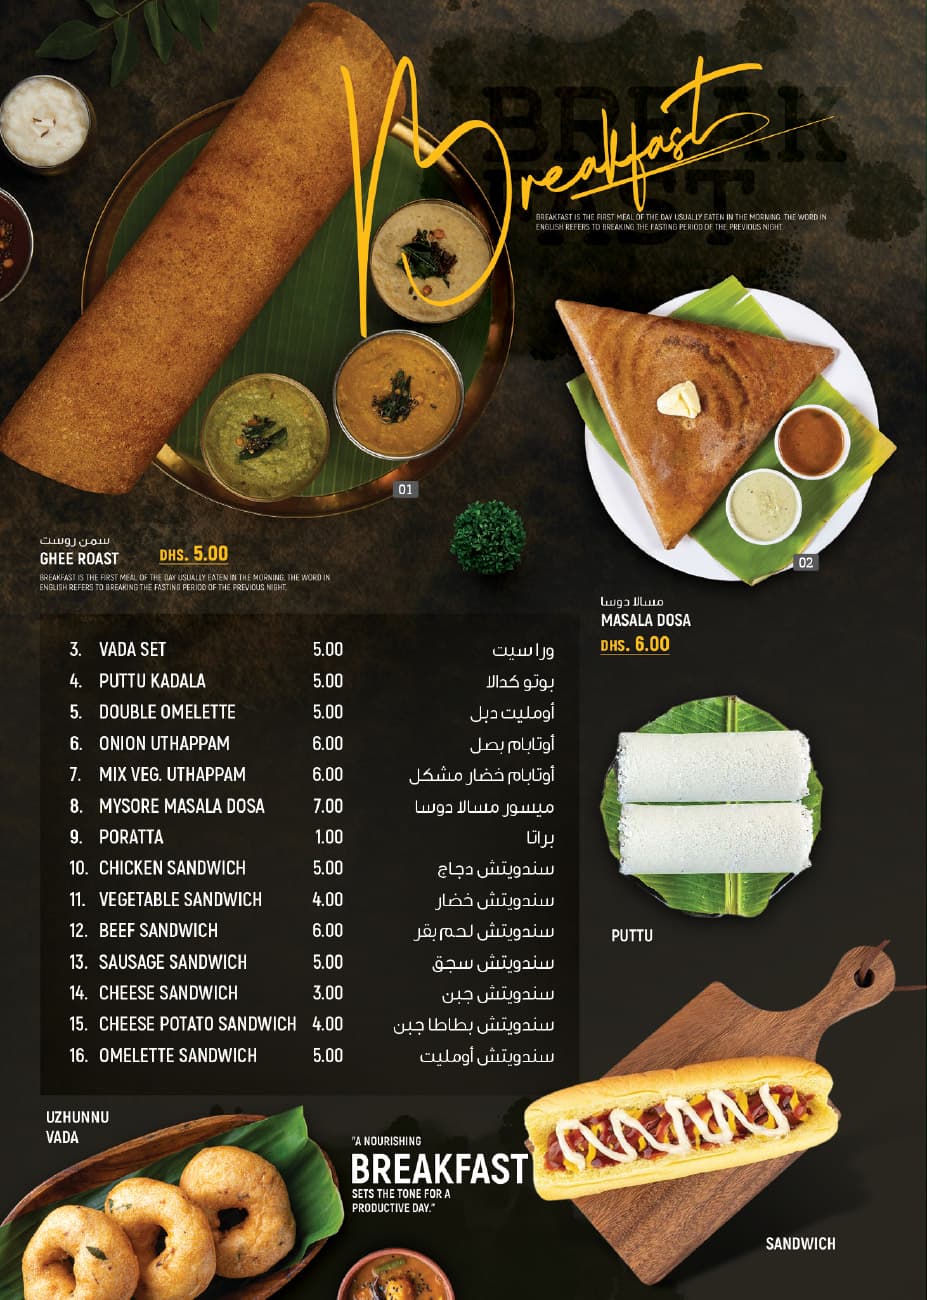 Breakfast
BREAK
FAST
BREAKFAST IS THE FIRST MEAL OF THE DAY USUALLY EATEN IN THE MORNING. THE WORD IN
ENGLISH REFERS TO BREAKING THE FASTING PERIOD OF THE PREVIOUS NIGHT.
01
سمن روست
GHEE ROAST DHS. 5.00
BREAKFAST IS THE FIRST MEAL OF THE DAY USUALLY EATEN IN THE MORNING. THE WORD IN
ENGLISH REFERS TO BREAKING THE FASTING PERIOD OF THE PREVIOUS NIGHT.
02
مسالا دوسا
MASALA DOSA
DHS. 6.00
3. VADA SET 5.00 ورا سيت
4. PUTTU KADALA 5.00 بوتو كدالا
5. DOUBLE OMELETTE 5.00 أومليت دبل
6. ONION UTHAPPAM 6.00 أوتابام بصل
7. MIX VEG. UTHAPPAM 6.00 أوتابام خضار مشكل
8. MYSORE MASALA DOSA 7.00 ميسور مسالا دوسا
9. PORATTA 1.00 براتا
10. CHICKEN SANDWICH 5.00 سندويتش دجاج
11. VEGETABLE SANDWICH 4.00 سندويتش خضار
12. BEEF SANDWICH 6.00 سندويتش لحم بقر
13. SAUSAGE SANDWICH 5.00 سندويتش سجق
14. CHEESE SANDWICH 3.00 سندويتش جبن
15. CHEESE POTATO SANDWICH 4.00 سندويتش بطاطا جبن
16. OMELETTE SANDWICH 5.00 سندويتش أومليت
PUTTU
UZHUNNU
VADA
"A NOURISHING
BREAKFAST
SETS THE TONE FOR A
PRODUCTIVE DAY."
SANDWICH